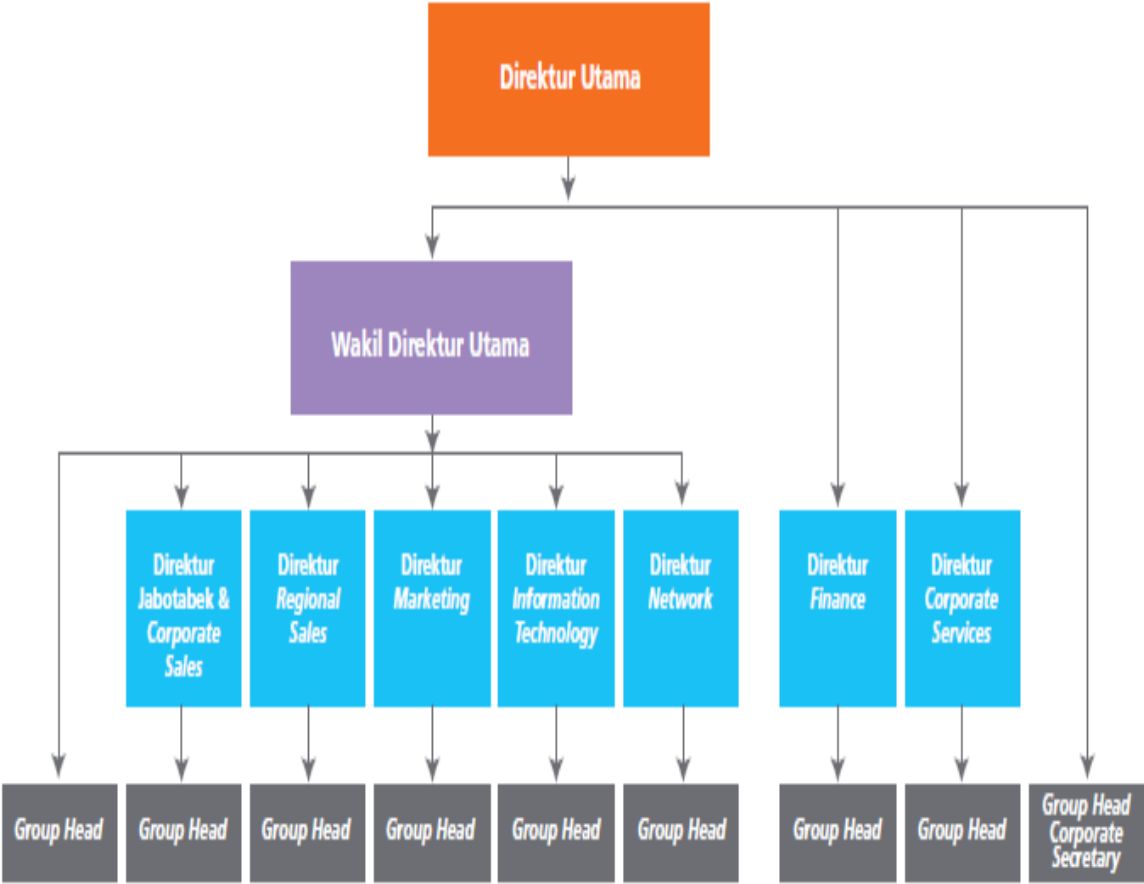 Direktur Utama
Wakil Direktur Utama
Direktur
Jabotabek &
Corporate
Sales
Direktur
Regional
Sales
Direktur
Marketing
Direktur
Information
Technology
Direktur
Network
Direktur
Finance
Direktur
Corporate
Services
Group Head
Group Head
Group Head
Group Head
Group Head
Group Head
Group Head
Group Head
Group Head
Corporate
Secretary